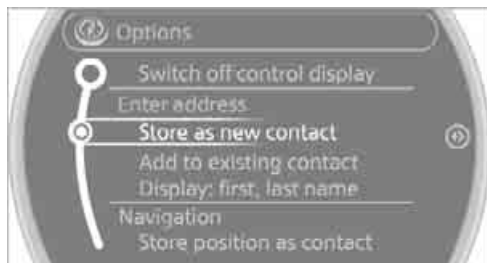 Options
Switch off control display
Enter address
Store as new contact
Add to existing contact
Display: first, last name
Navigation
Store position as contact